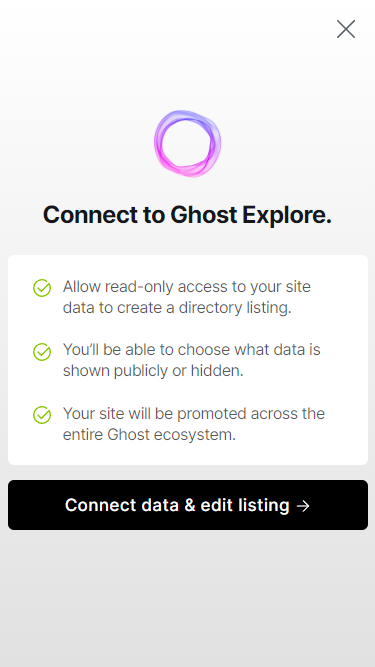 Connect to Ghost Explore.
Allow read-only access to your site
data to create a directory listing.
You’ll be able to choose what data is
shown publicly or hidden.
Your site will be promoted across the
entire Ghost ecosystem.
Connect data & edit listing →